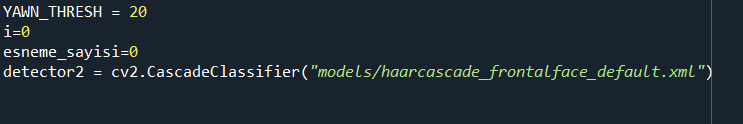 YAWN_THRESH = 20
i=0
esneme_sayisi=0
detector2 = cv2.CascadeClassifier("models/haarcascade_frontalface_default.xml")